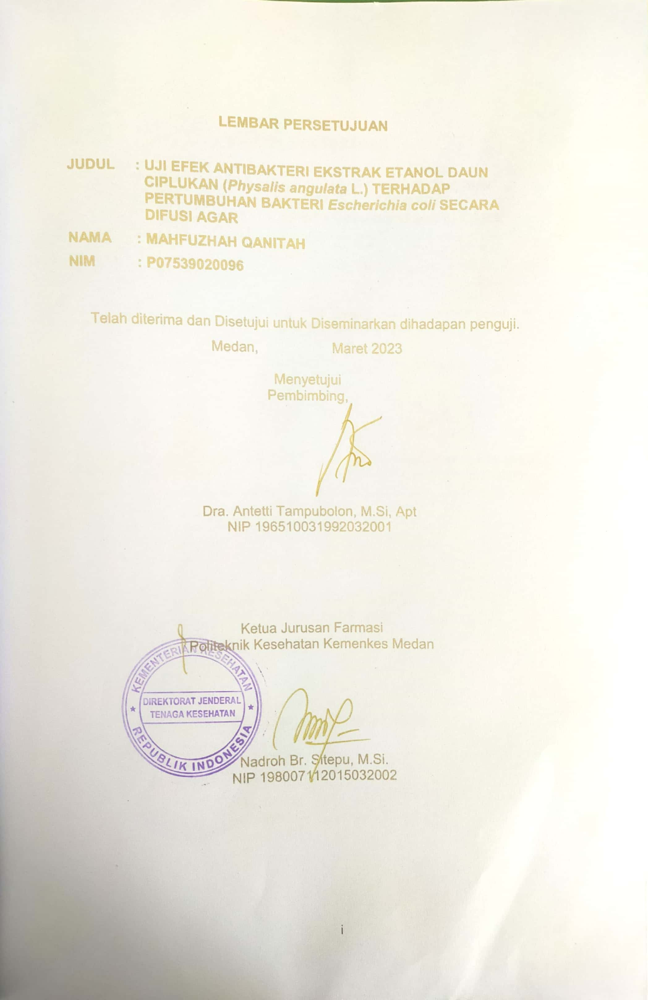 LEMBAR PERSETUJUAN
JUDUL : UJI EFEK ANTIBAKTERI EKSTRAK ETANOL DAUN
CIPLUKAN (Physalis angulata L.) TERHADAP
PERTUMBUHAN BAKTERI Escherichia coli SECARA
DIFUSI AGAR
NAMA : MAHFUZHAH QANITAH
NIM : P07539020096
Telah diterima dan Disetujui untuk Diseminarkan dihadapan penguji.
Medan, Maret 2023
Menyetujui
Pembimbing,
Dra. Antetti Tampubolon, M.Si, Apt
NIP 196510031992032001
Ketua Jurusan Farmasi
Politeknik Kesehatan Kemenkes Medan
KEMENTERIAN KESEHATAN
DIREKTORAT JENDERAL
TENAGA KESEHATAN
REPUBLIK INDONESIA
Nadroh Br. Sitepu, M.Si.
NIP 198007112015032002
i